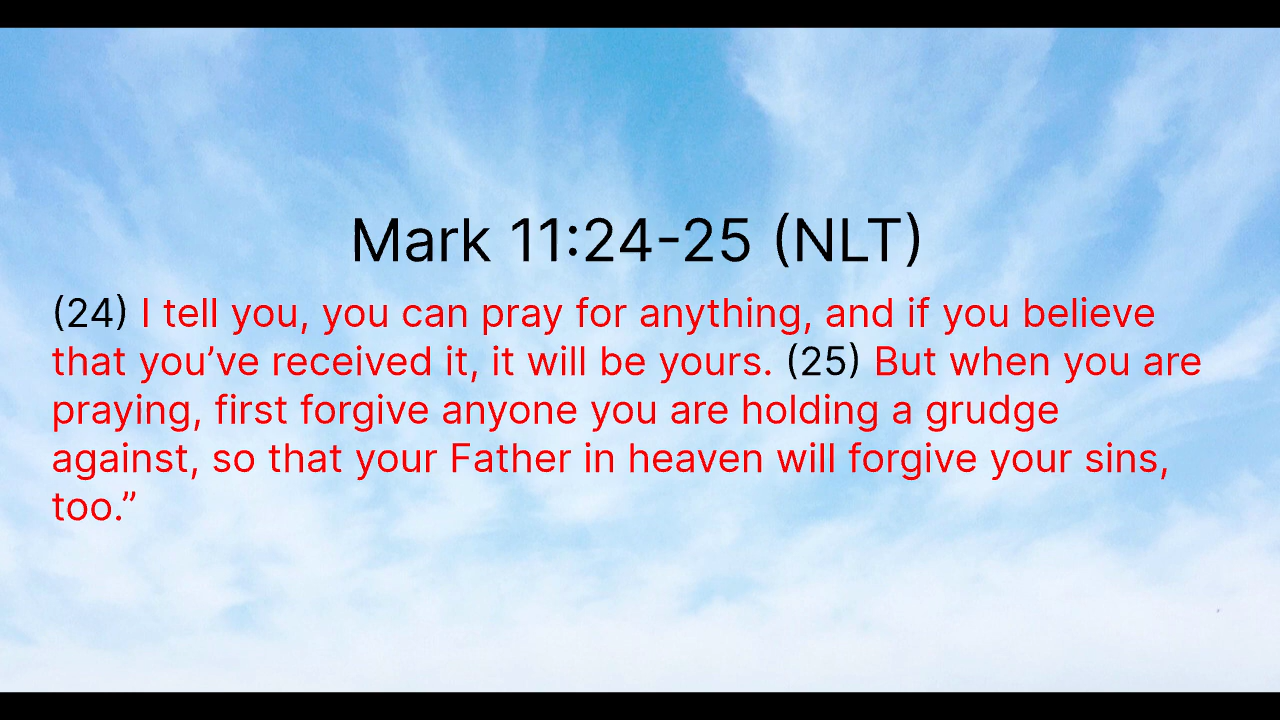 Mark 11:24-25 (NLT)
(24) I tell you, you can pray for anything, and if you believe
that you’ve received it, it will be yours. (25) But when you are
praying, first forgive anyone you are holding a grudge
against, so that your Father in heaven will forgive your sins,
too.”